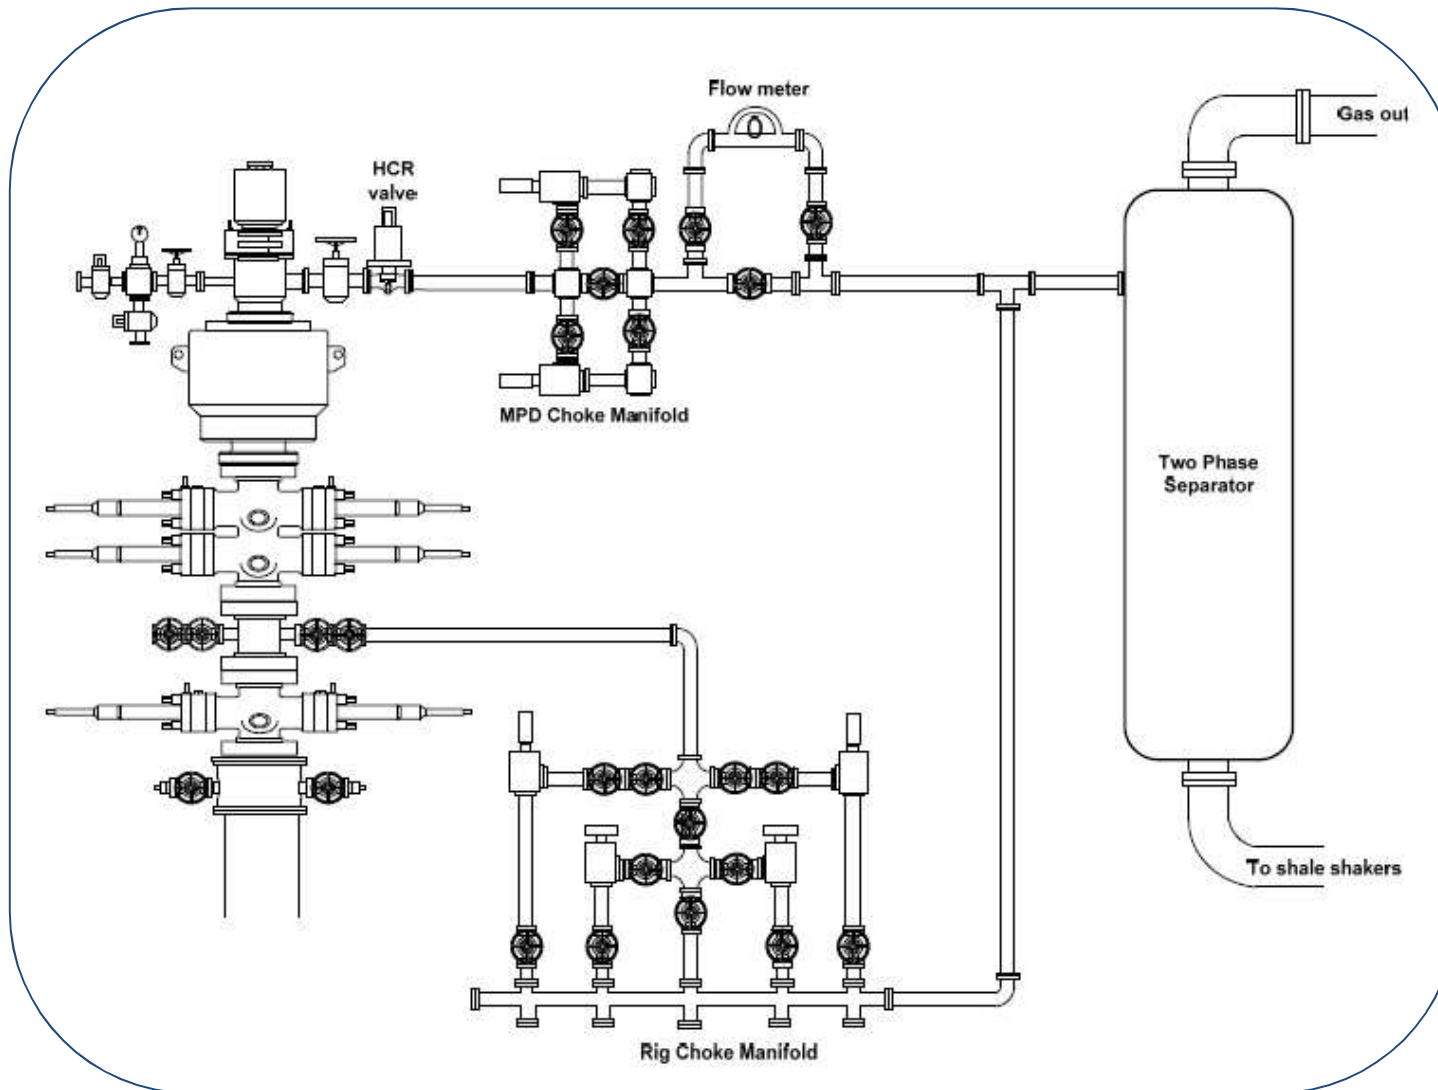 Flow meter
Gas out
HCR
valve
MPD Choke Manifold
Two Phase
Separator
To shale shakers
Rig Choke Manifold